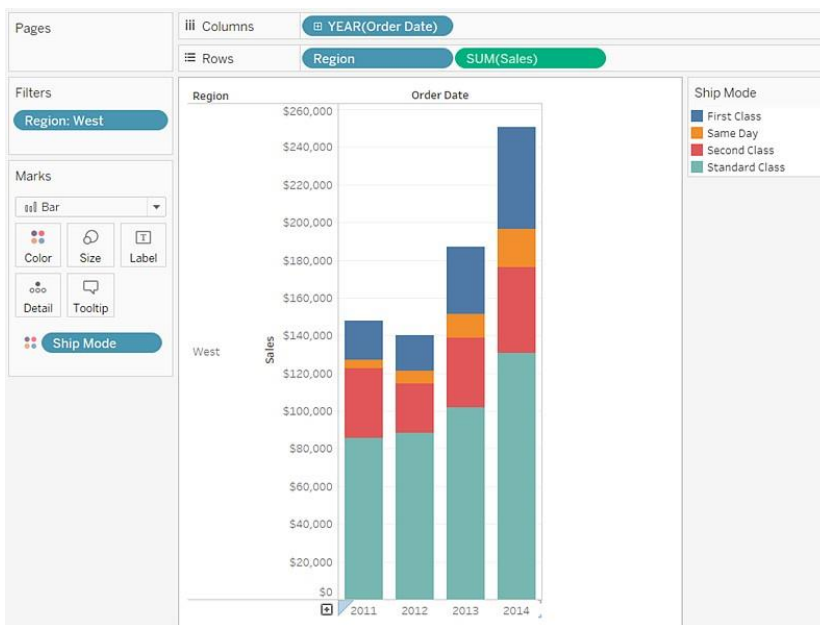 Pages
Columns
YEAR(Order Date)
Rows
Region
SUM(Sales)
Filters
Region: West
Marks
Bar
Color
Size
Label
Detail
Tooltip
Ship Mode
Region
Order Date
$260,000
$240,000
$220,000
$200,000
$180,000
$160,000
$140,000
$120,000
$100,000
$80,000
$60,000
$40,000
$20,000
$0
West
Sales
2011
2012
2013
2014
Ship Mode
First Class
Same Day
Second Class
Standard Class